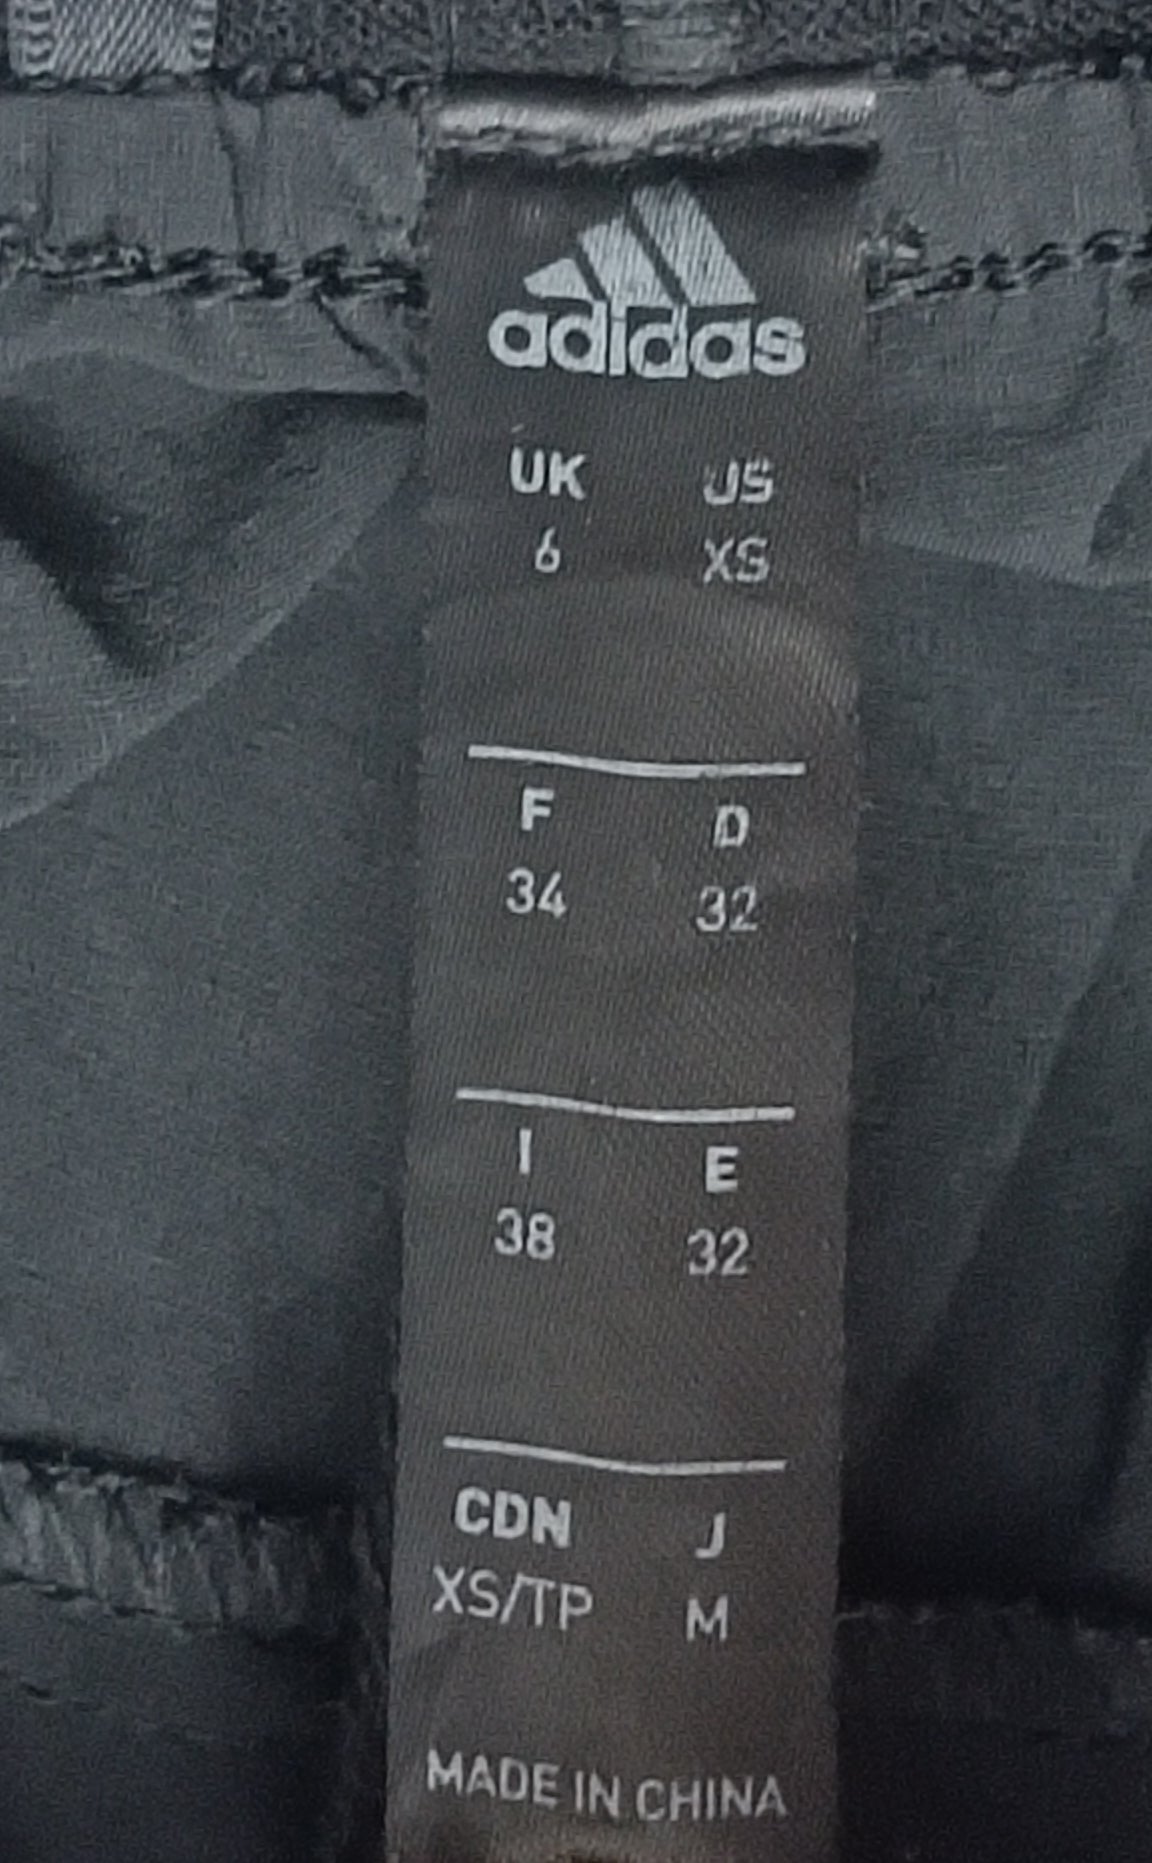 adidas
UK US
6 XS
F D
34 32
I E
38 32
CDN J
XS/TP M
MADE IN CHINA